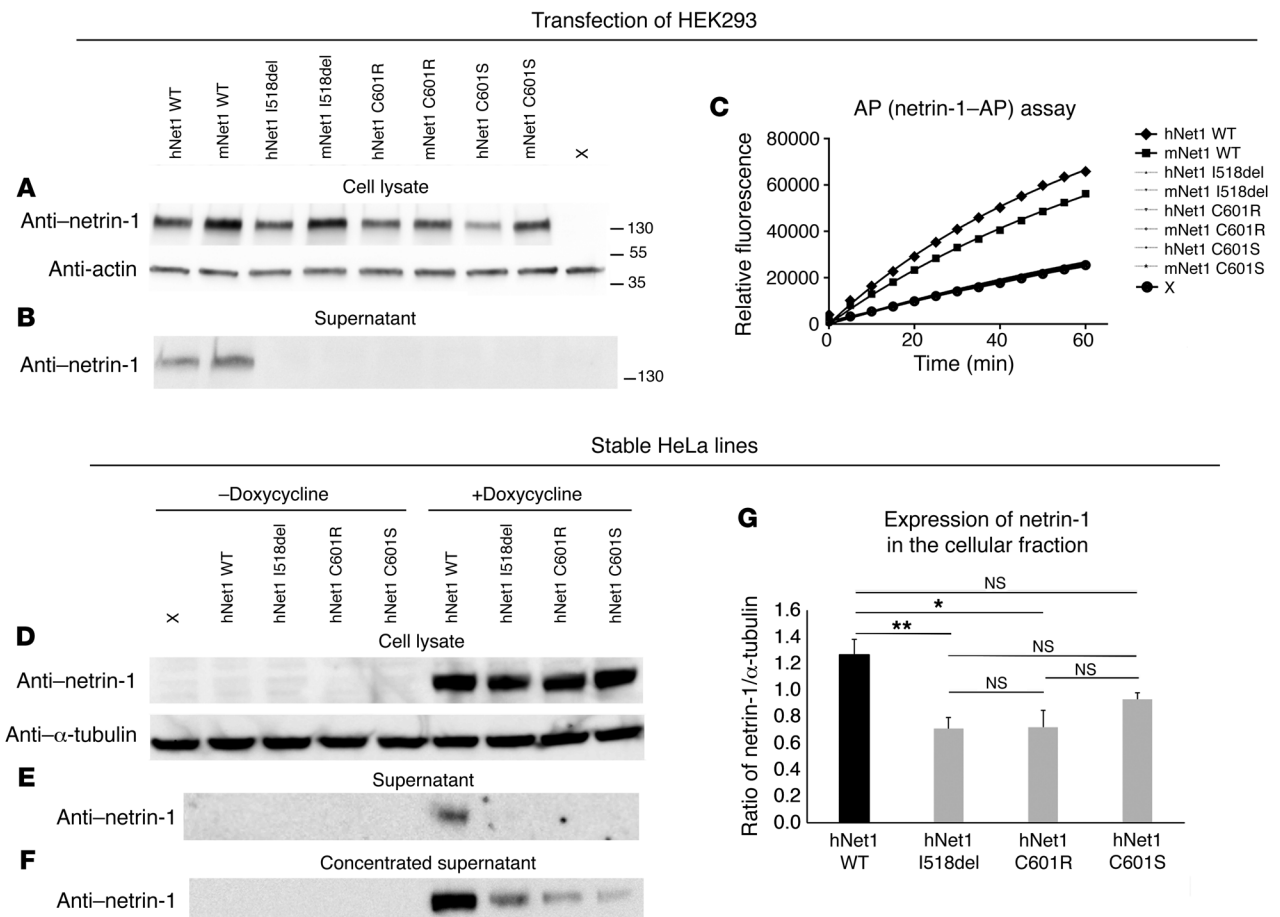 Transfection of HEK293
hNet1 WT
mNet1 WT
hNet1 I518del
mNet1 I518del
hNet1 C601R
mNet1 C601R
hNet1 C601S
mNet1 C601S
X
A
Cell lysate
Anti–netrin-1
130
55
Anti-actin
35
B
Supernatant
Anti–netrin-1
130
C
AP (netrin-1–AP) assay
Relative fluorescence
80000
60000
40000
20000
0
0
20
40
60
Time (min)
hNet1 WT
mNet1 WT
hNet1 I518del
mNet1 I518del
hNet1 C601R
mNet1 C601R
hNet1 C601S
mNet1 C601S
X
Stable HeLa lines
–Doxycycline
+Doxycycline
X
hNet1 WT
hNet1 I518del
hNet1 C601R
hNet1 C601S
hNet1 WT
hNet1 I518del
hNet1 C601R
hNet1 C601S
D
Cell lysate
Anti–netrin-1
Anti–α-tubulin
E
Supernatant
Anti–netrin-1
F
Concentrated supernatant
Anti–netrin-1
G
Expression of netrin-1
in the cellular fraction
Ratio of netrin-1/α-tubulin
1.6
1.4
1.2
1.0
0.8
0.6
0.4
0.2
0.0
NS
*
**
NS
NS
NS
hNet1
WT
hNet1
I518del
hNet1
C601R
hNet1
C601S